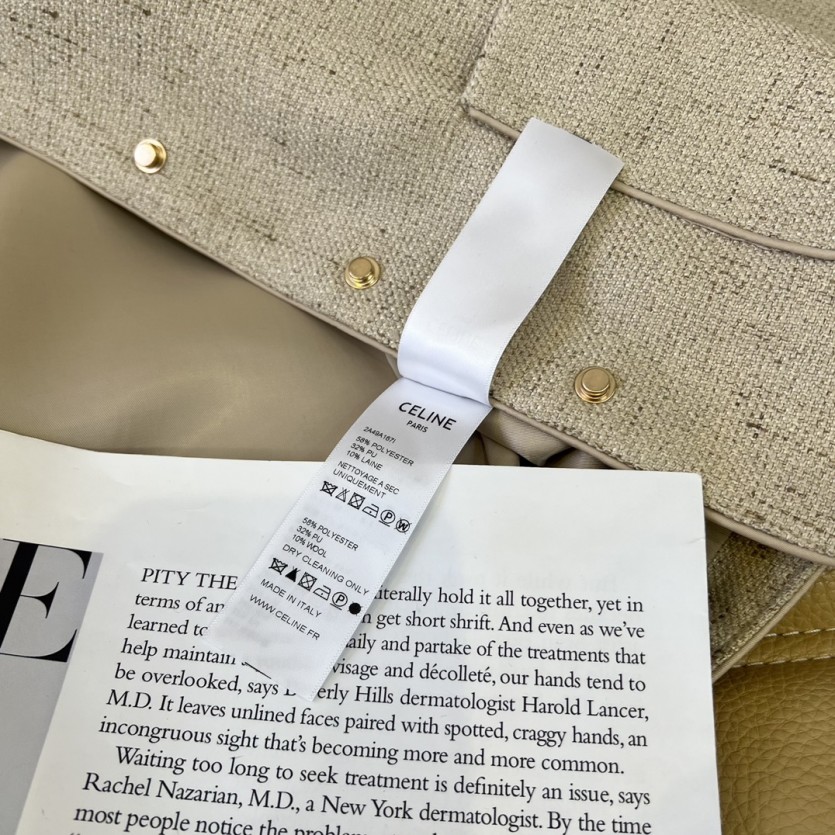 CELINE
PARIS
2A49A167I
58% POLYESTER
32% PU
10% LAINE
NETTOYAGE A SEC
UNIQUEMENT
58% POLYESTER
32% PU
10% WOOL
DRY CLEANING ONLY
MADE IN ITALY
WWW.CELINE.FR
E
PITY THE literally hold it all together, yet in
terms of get short shrift. And even as we've
learned to and partake of the treatments that
help maintain visage and décolleté, our hands tend to
be overlooked, says Hills dermatologist Harold Lancer,
M.D. It leaves unlined faces paired with spotted, craggy hands, an
incongruous sight that's becoming more and more common.
Waiting too long to seek treatment is definitely an issue, says
Rachel Nazarian, M.D., a New York dermatologist. By the time
most people notice the